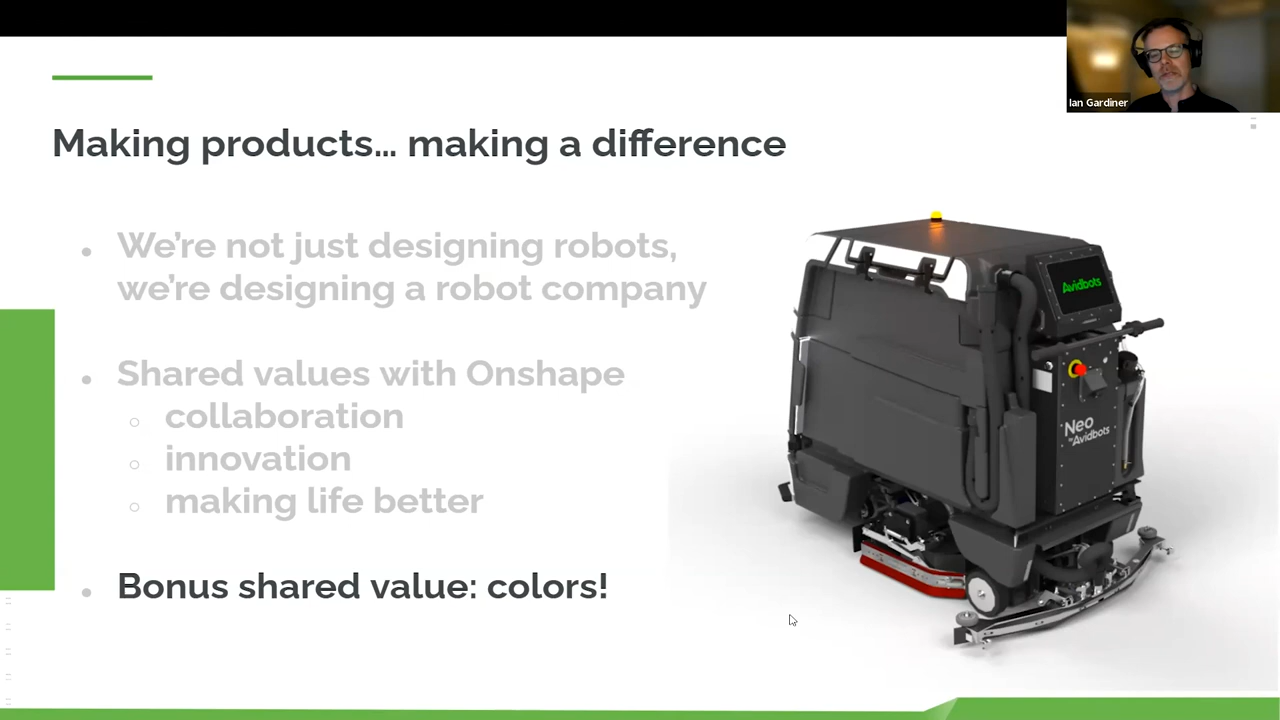 Ian Gardiner
Making products... making a difference
We're not just designing robots,
we're designing a robot company
Shared values with Onshape
collaboration
innovation
making life better
Bonus shared value: colors!
Avidbots
Neo
by Avidbots